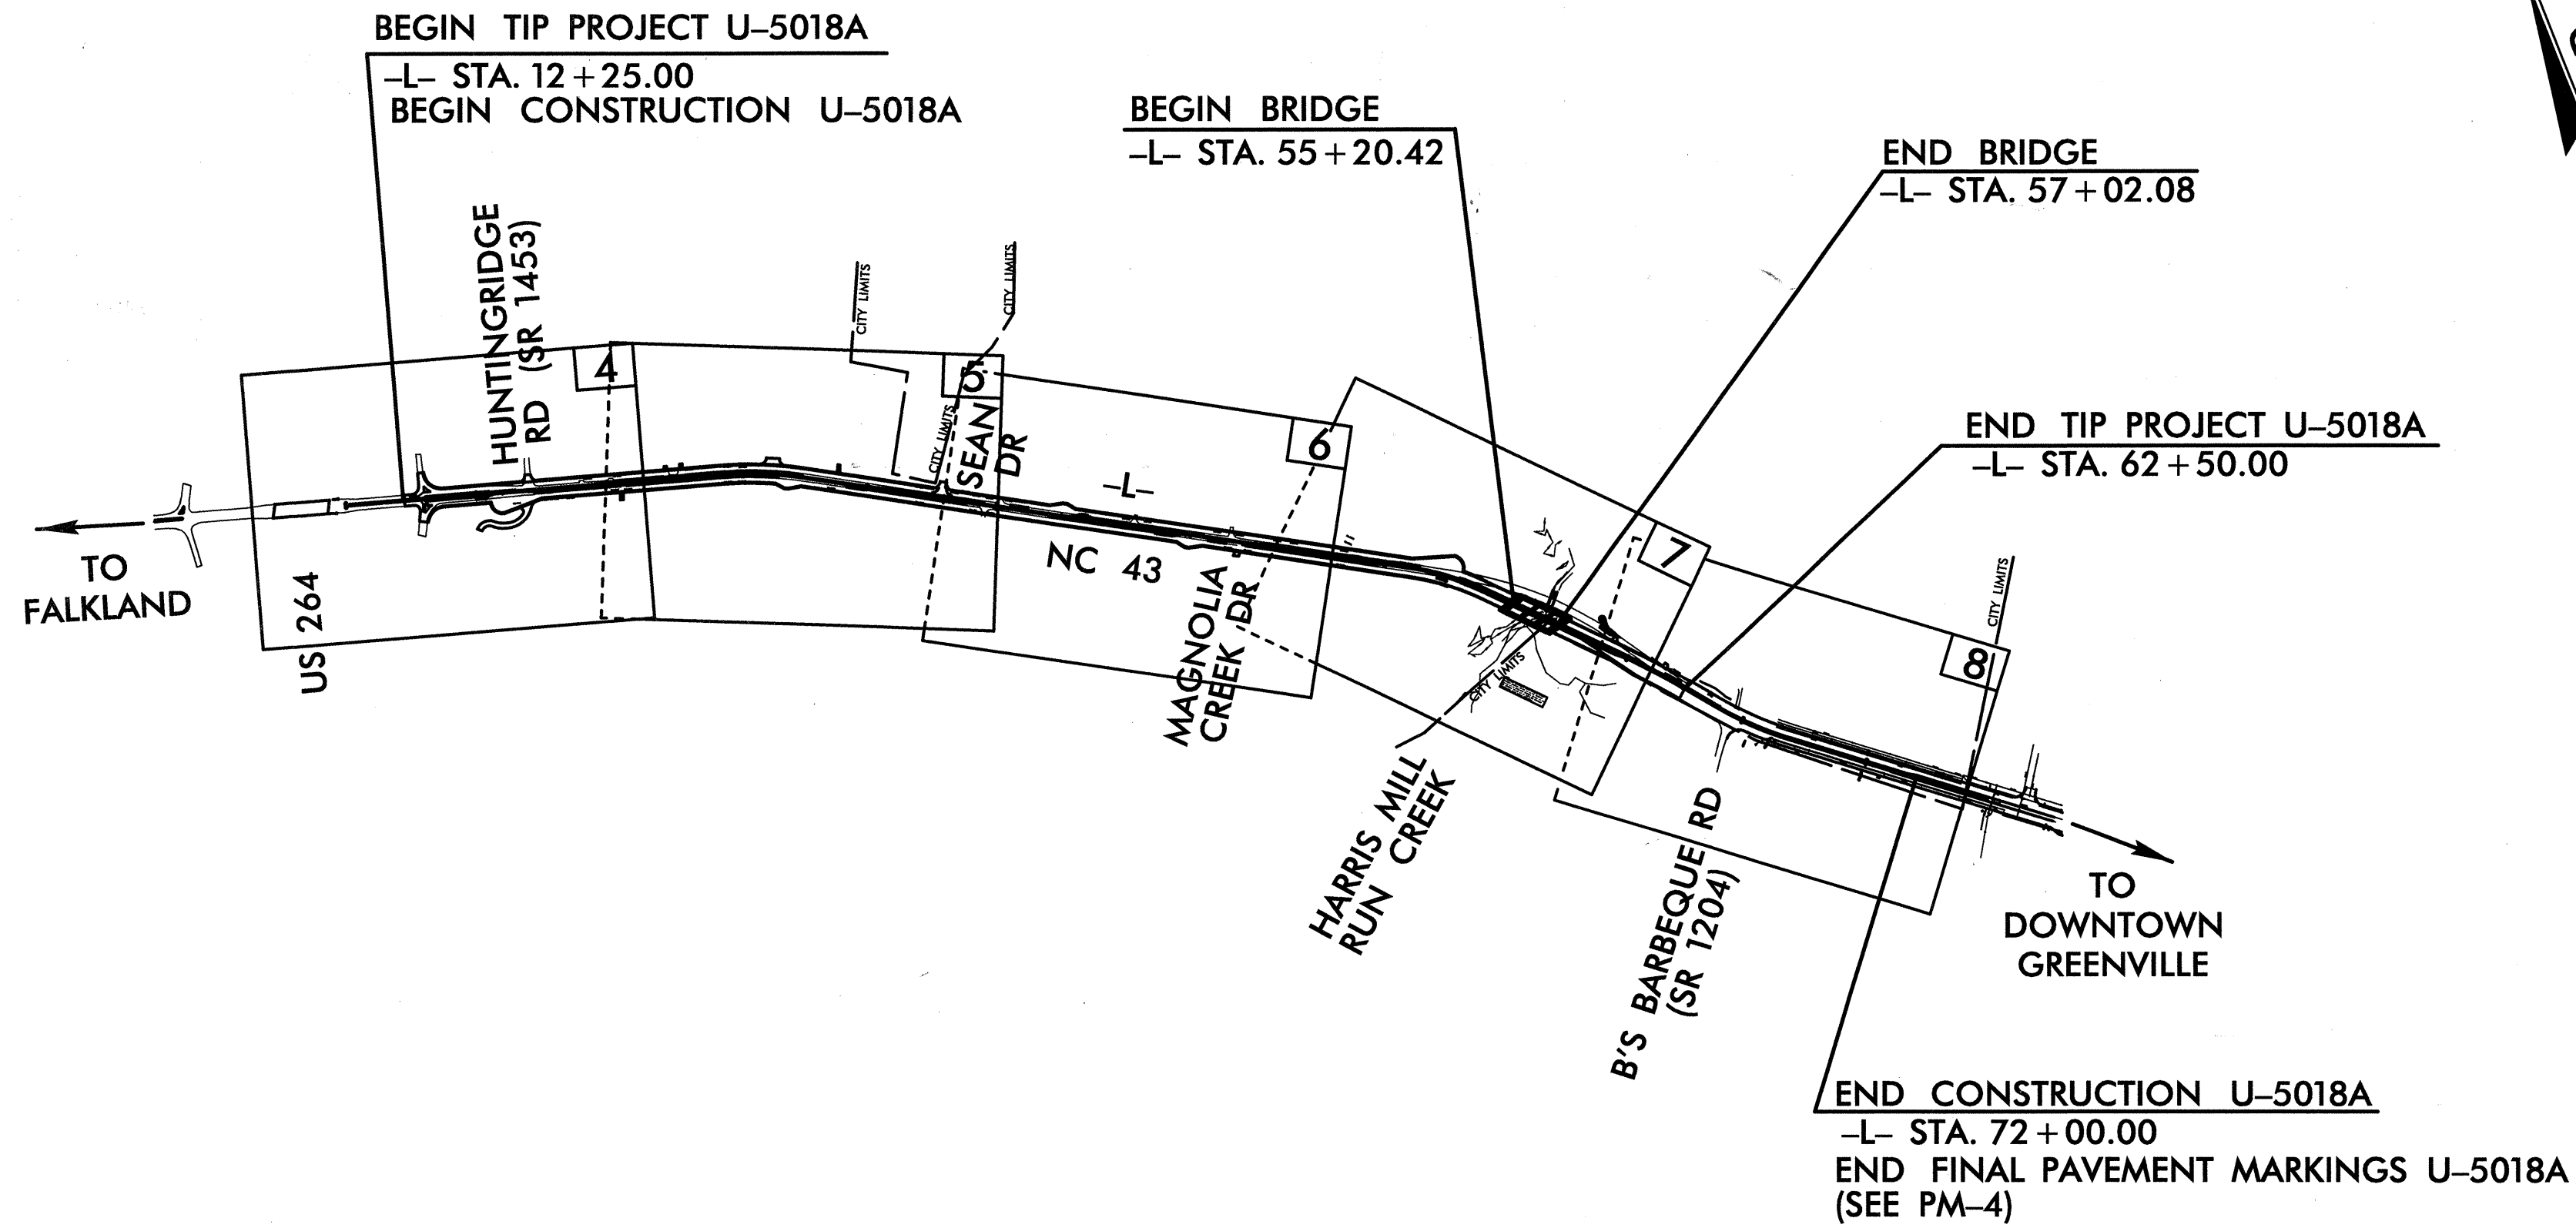 BEGIN TIP PROJECT U–5018A
–L– STA. 12+25.00
BEGIN CONSTRUCTION U–5018A
BEGIN BRIDGE
–L– STA. 55+20.42
END BRIDGE
–L– STA. 57+02.08
HUNTINGRIDGE
RD (SR 1453)
CITY LIMITS
CITY LIMITS
4
5
CITY LIMITS
SEAN
DR
6
–L–
END TIP PROJECT U–5018A
–L– STA. 62+50.00
TO
FALKLAND
US 264
NC 43
MAGNOLIA
CREEK DR
7
CITY LIMITS
CITY LIMITS
8
HARRIS MILL
RUN CREEK
B'S BARBEQUE RD
(SR 1204)
TO
DOWNTOWN
GREENVILLE
END CONSTRUCTION U–5018A
–L– STA. 72+00.00
END FINAL PAVEMENT MARKINGS U–5018A
(SEE PM–4)